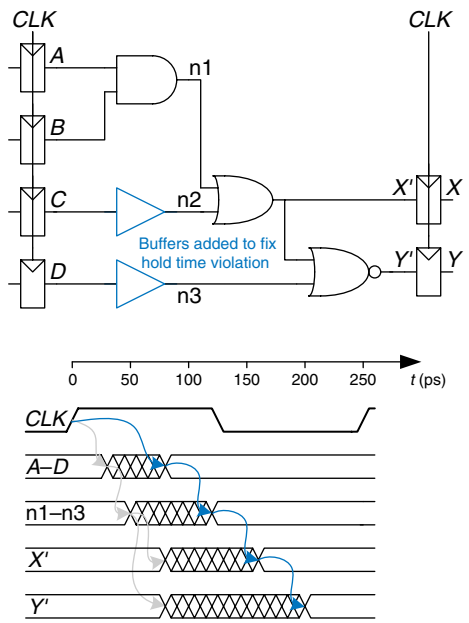 CLK
CLK
A
n1
B
C
n2
X'
X
Buffers added to fix
hold time violation
D
n3
Y'
Y
0
50
100
150
200
250
t (ps)
CLK
A–D
n1–n3
X'
Y'